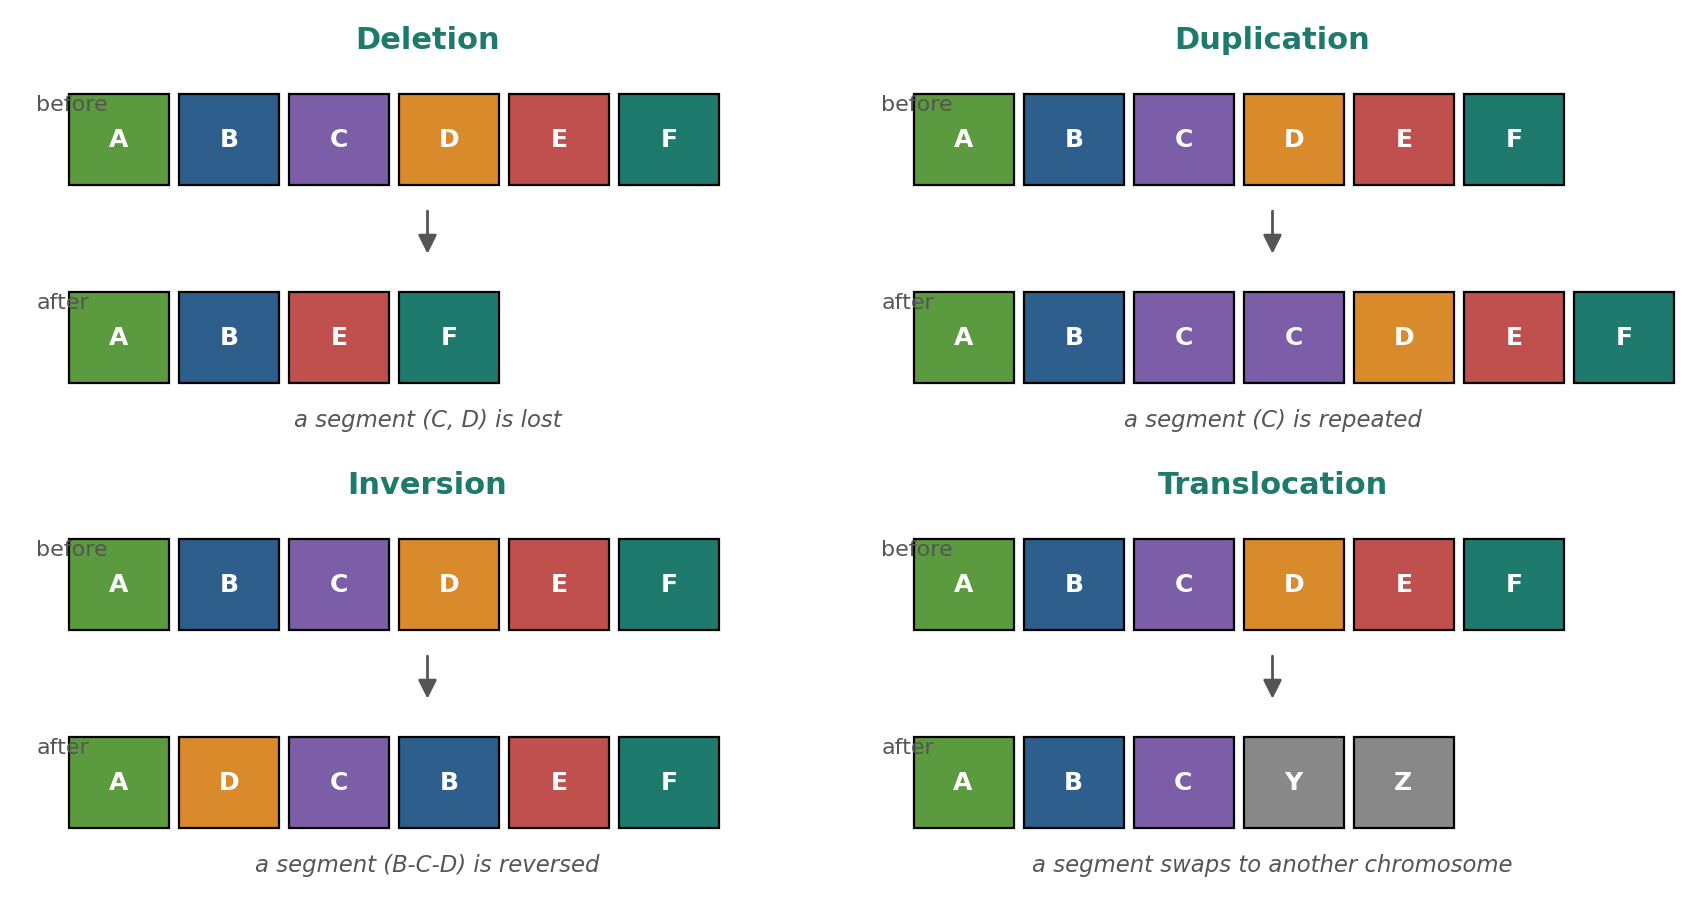 Deletion
before
A B C D E F
after
A B E F
a segment (C, D) is lost
Duplication
before
A B C D E F
after
A B C C D E F
a segment (C) is repeated
Inversion
before
A B C D E F
after
A D C B E F
a segment (B-C-D) is reversed
Translocation
before
A B C D E F
after
A B C Y Z
a segment swaps to another chromosome